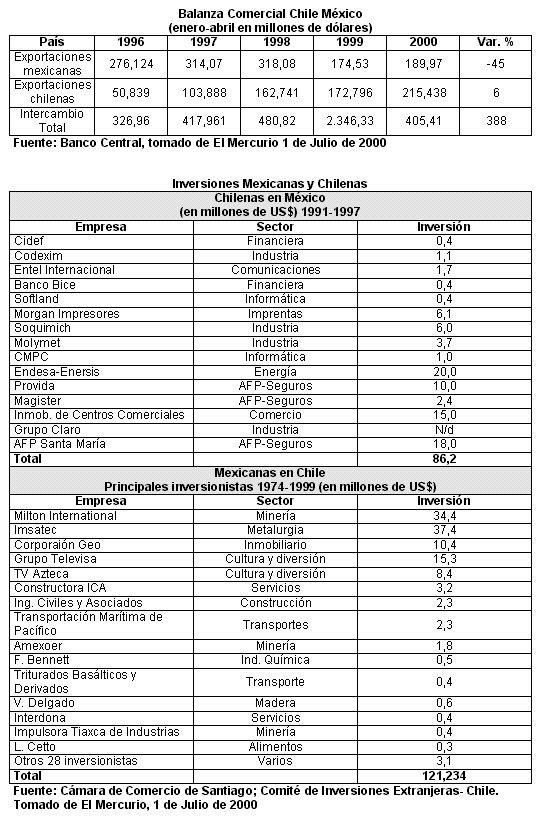 Balanza Comercial Chile México
(enero-abril en millones de dólares)
País 1996 1997 1998 1999 2000 Var. %
Exportaciones mexicanas 276,124 314,07 318,08 174,53 189,97 -45
Exportaciones chilenas 50,839 103,888 162,741 172,796 215,438 6
Intercambio Total 326,96 417,961 480,82 2.346,33 405,41 388
Fuente: Banco Central, tomado de El Mercurio 1 de Julio de 2000
Inversiones Mexicanas y Chilenas
Chilenas en México
(en millones de US$) 1991-1997
Empresa Sector Inversión
Cidef Financiera 0,4
Codexim Industria 1,1
Entel Internacional Comunicaciones 1,7
Banco Bice Financiera 0,4
Softland Informática 0,4
Morgan Impresores Imprentas 6,1
Soquimich Industria 6,0
Molymet Industria 3,7
CMPC Informática 1,0
Endesa-Enersis Energía 20,0
Provida AFP-Seguros 10,0
Magister AFP-Seguros 2,4
Inmob. de Centros Comerciales Comercio 15,0
Grupo Claro Industria N/d
AFP Santa María AFP-Seguros 18,0
Total 86,2
Mexicanas en Chile
Principales inversionistas 1974-1999 (en millones de US$)
Empresa Sector Inversión
Milton International Minería 34,4
Imsatec Metalurgia 37,4
Corporaión Geo Inmobiliario 10,4
Grupo Televisa Cultura y diversión 15,3
TV Azteca Cultura y diversión 8,4
Constructora ICA Servicios 3,2
Ing. Civiles y Asociados Construcción 2,3
Transportación Marítima de Pacífico Transportes 2,3
Amexoer Minería 1,8
F. Bennett Ind. Química 0,5
Triturados Basálticos y Derivados Transporte 0,4
V. Delgado Madera 0,6
Interdona Servicios 0,4
Impulsora Tiaxca de Industrias Minería 0,4
L. Cetto Alimentos 0,3
Otros 28 inversionistas Varios 3,1
Total 121,234
Fuente: Cámara de Comercio de Santiago; Comité de Inversiones Extranjeras- Chile.
Tomado de El Mercurio, 1 de Julio de 2000